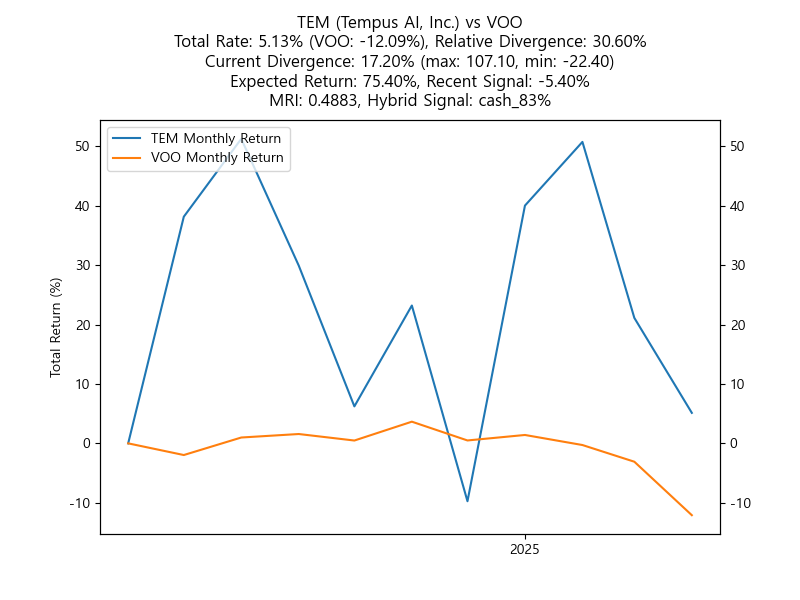 TEM (Tempus AI, Inc.) vs VOO
Total Rate: 5.13% (VOO: -12.09%), Relative Divergence: 30.60%
Current Divergence: 17.20% (max: 107.10, min: -22.40)
Expected Return: 75.40%, Recent Signal: -5.40%
MRI: 0.4883, Hybrid Signal: cash_83%
TEM Monthly Return
VOO Monthly Return
50 50
40 40
30 30
20 20
10 10
0 0
-10 -10
Total Return (%)
2025